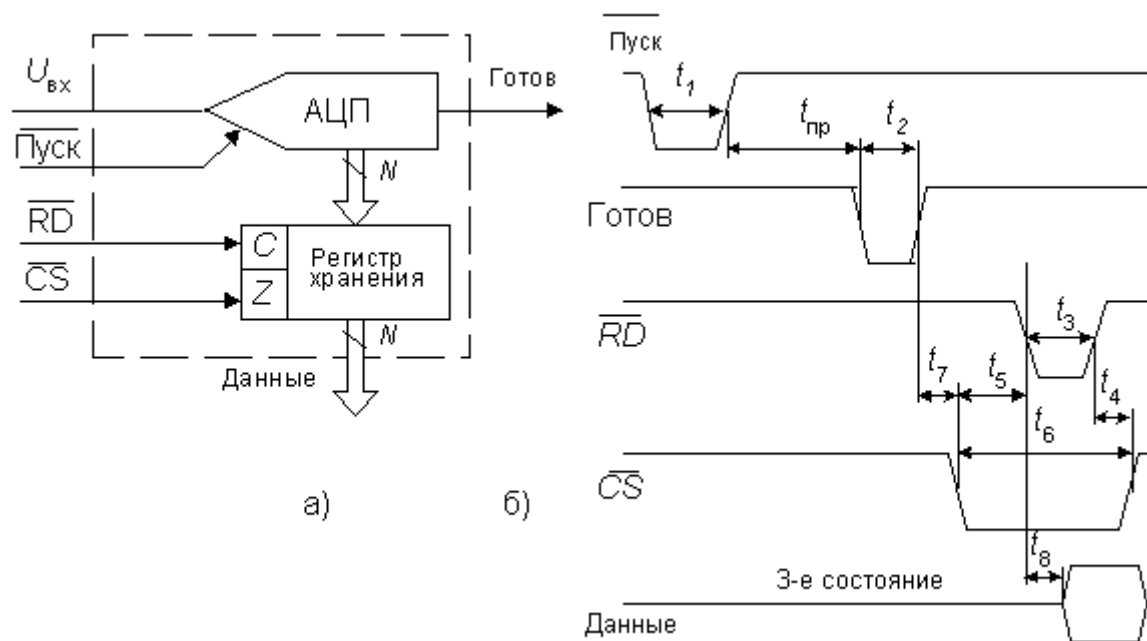 U вх
Пуск
RD
CS
АЦП
Готов
N
C
Z
Регистр
хранения
N
Данные
а)
б)
Пуск
t1
tпр
t2
Готов
RD
t3
t7
t5
t4
t6
CS
t8
3-е состояние
Данные